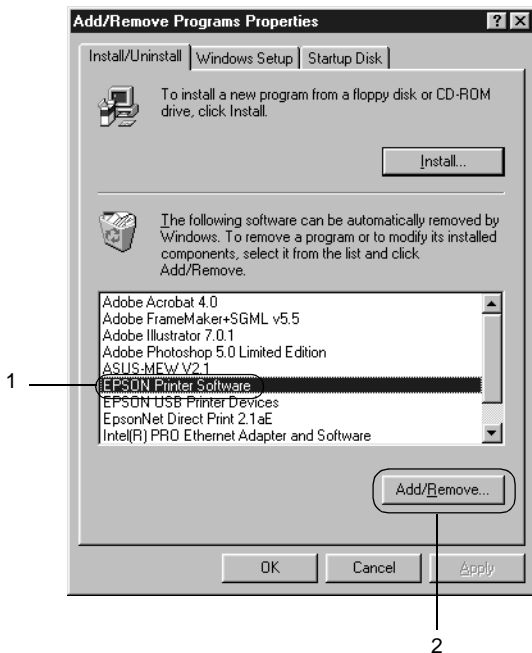 Add/Remove Programs Properties
Install/Uninstall Windows Setup Startup Disk
To install a new program from a floppy disk or CD-ROM
drive, click Install.
Install...
The following software can be automatically removed by
Windows. To remove a program or to modify its installed
components, select it from the list and click
Add/Remove.
Adobe Acrobat 4.0
Adobe FrameMaker+SGML v5.5
Adobe Illustrator 7.0.1
Adobe Photoshop 5.0 Limited Edition
ASUS-MEW V2.1
1
EPSON Printer Software
EPSON USB Printer Devices
EpsonNet Direct Print 2.1aE
Intel(R) PRO Ethernet Adapter and Software
Add/Remove...
OK Cancel Apply
2